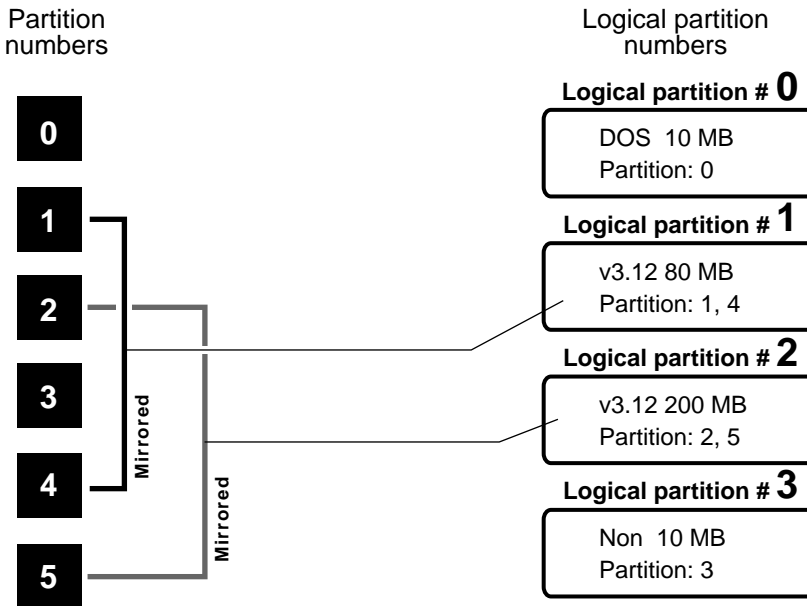 Partition
numbers
0
1
2
3
4
5
Mirrored
Mirrored
Logical partition
numbers
Logical partition # 0
DOS 10 MB
Partition: 0
Logical partition # 1
v3.12 80 MB
Partition: 1, 4
Logical partition # 2
v3.12 200 MB
Partition: 2, 5
Logical partition # 3
Non 10 MB
Partition: 3